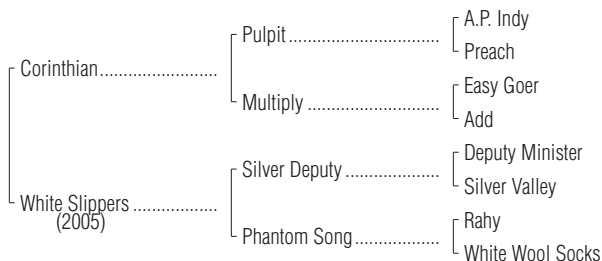 A.P. Indy
Pulpit........................................
Preach
Corinthian........................
Easy Goer
Multiply ...................................
Add
Deputy Minister
Silver Deputy .........................
Silver Valley
White Slippers .................
(2005)
Rahy
Phantom Song......................
White Wool Socks